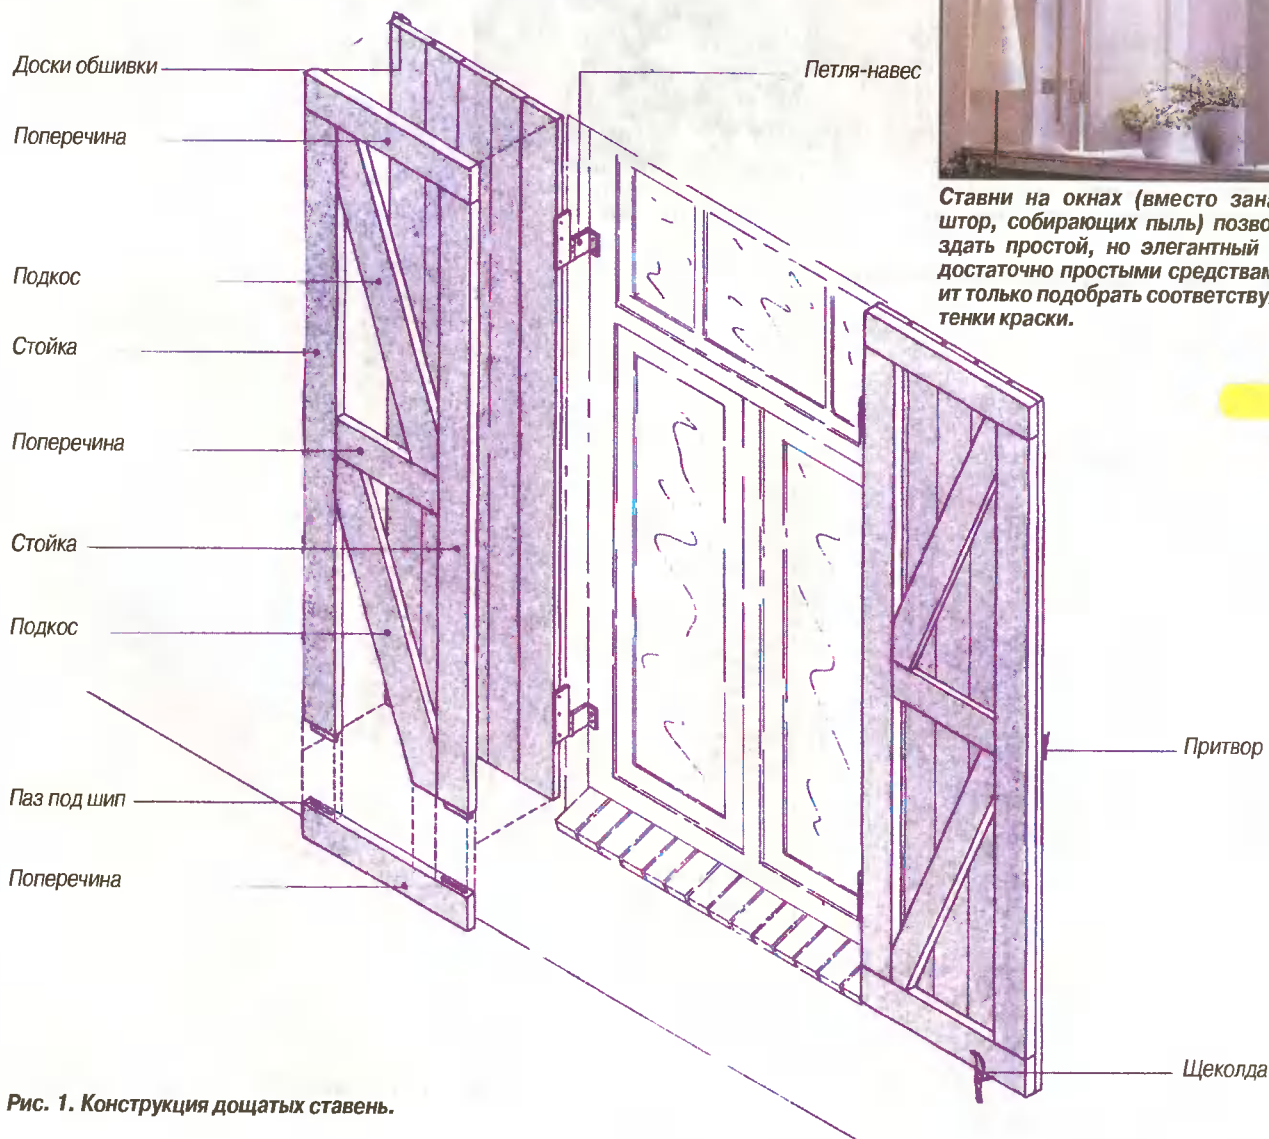 Доски обшивки
Поперечина
Подкос
Стойка
Поперечина
Стойка
Подкос
Паз под шип
Поперечина
Петля-навес
Ставни на окнах (вместо зана
штор, собирающих пыль) позво
здать простой, но элегантный
достаточно простыми средствам
ит только подобрать соответству
тенки краски.
Притвор
Щеколда
Рис. 1. Конструкция дощатых ставень.